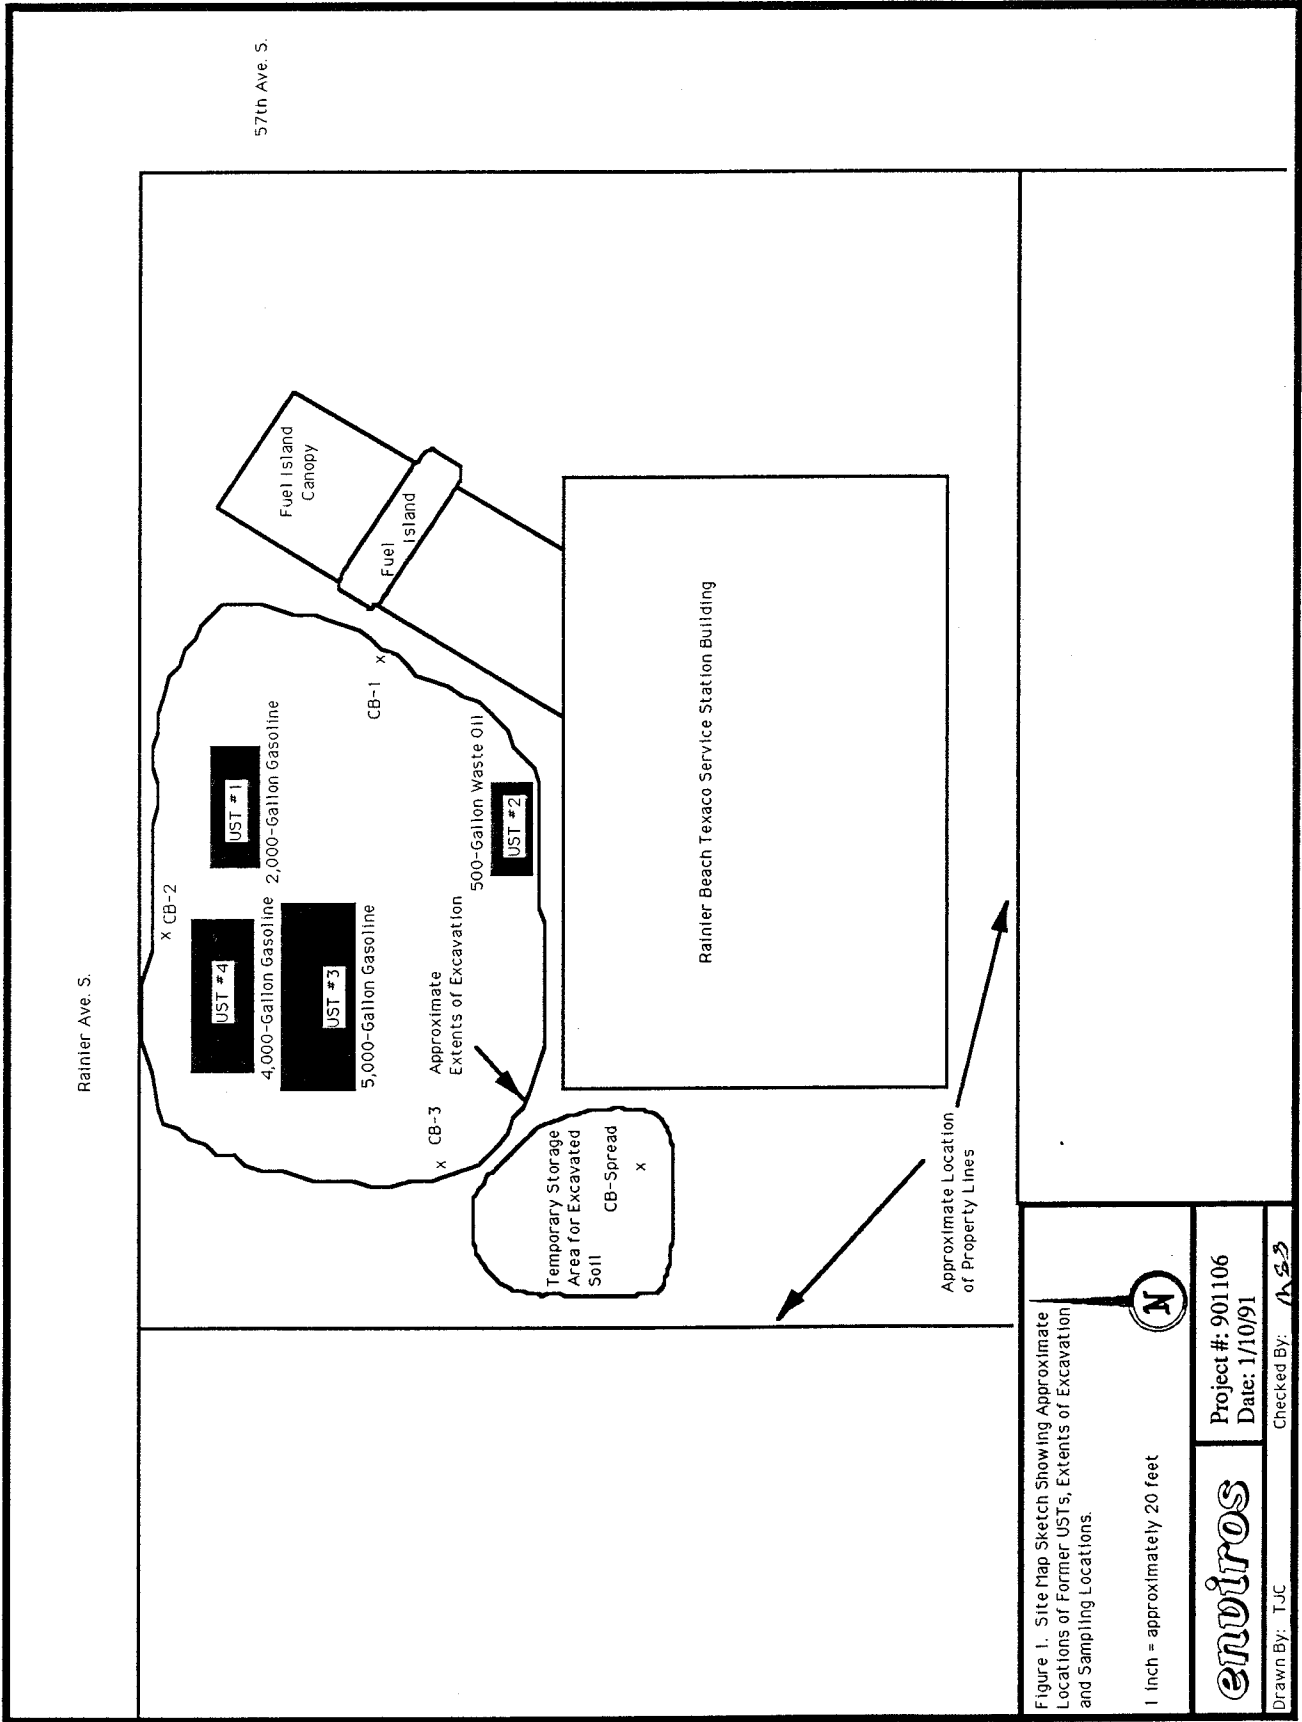 Rainier Ave. S.
57th Ave. S.
x CB-2
UST #4
4,000-Gallon Gasoline
UST #1
2,000-Gallon Gasoline
UST #3
5,000-Gallon Gasoline
CB-1 x
Fuel Island
Canopy
Fuel
Island
x CB-3
Approximate
Extents of Excavation
500-Gallon Waste Oil
UST #2
Temporary Storage
Area for Excavated
Soil
CB-Spread
x
Rainier Beach Texaco Service Station Building
Approximate Location
of Property Lines
Figure 1. Site Map Sketch Showing Approximate
Locations of Former USTs, Extents of Excavation
and Sampling Locations.
1 Inch = approximately 20 feet
N
enviros
Project #: 901106
Date: 1/10/91
Drawn By: TJC
Checked By: